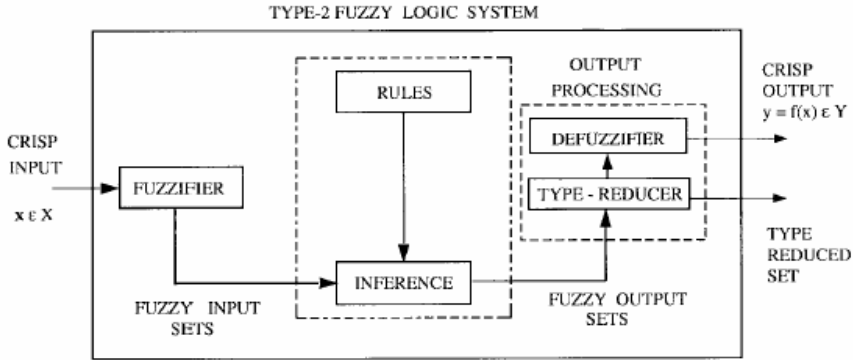 TYPE-2 FUZZY LOGIC SYSTEM
CRISP
INPUT
x ε X
FUZZIFIER
FUZZY INPUT
SETS
RULES
INFERENCE
OUTPUT
PROCESSING
DEFUZZIFIER
TYPE - REDUCER
FUZZY OUTPUT
SETS
CRISP
OUTPUT
y = f(x) ε Y
TYPE
REDUCED
SET